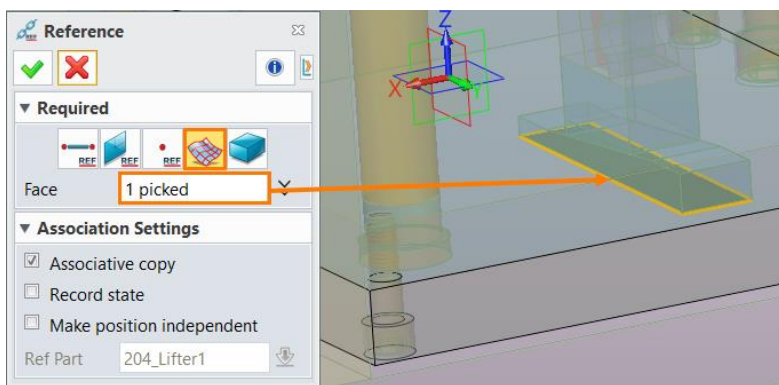 Reference
Required
REF REF REF
Face 1 picked
Association Settings
Associative copy
Record state
Make position independent
Ref Part 204_Lifter1
Z
X
Y